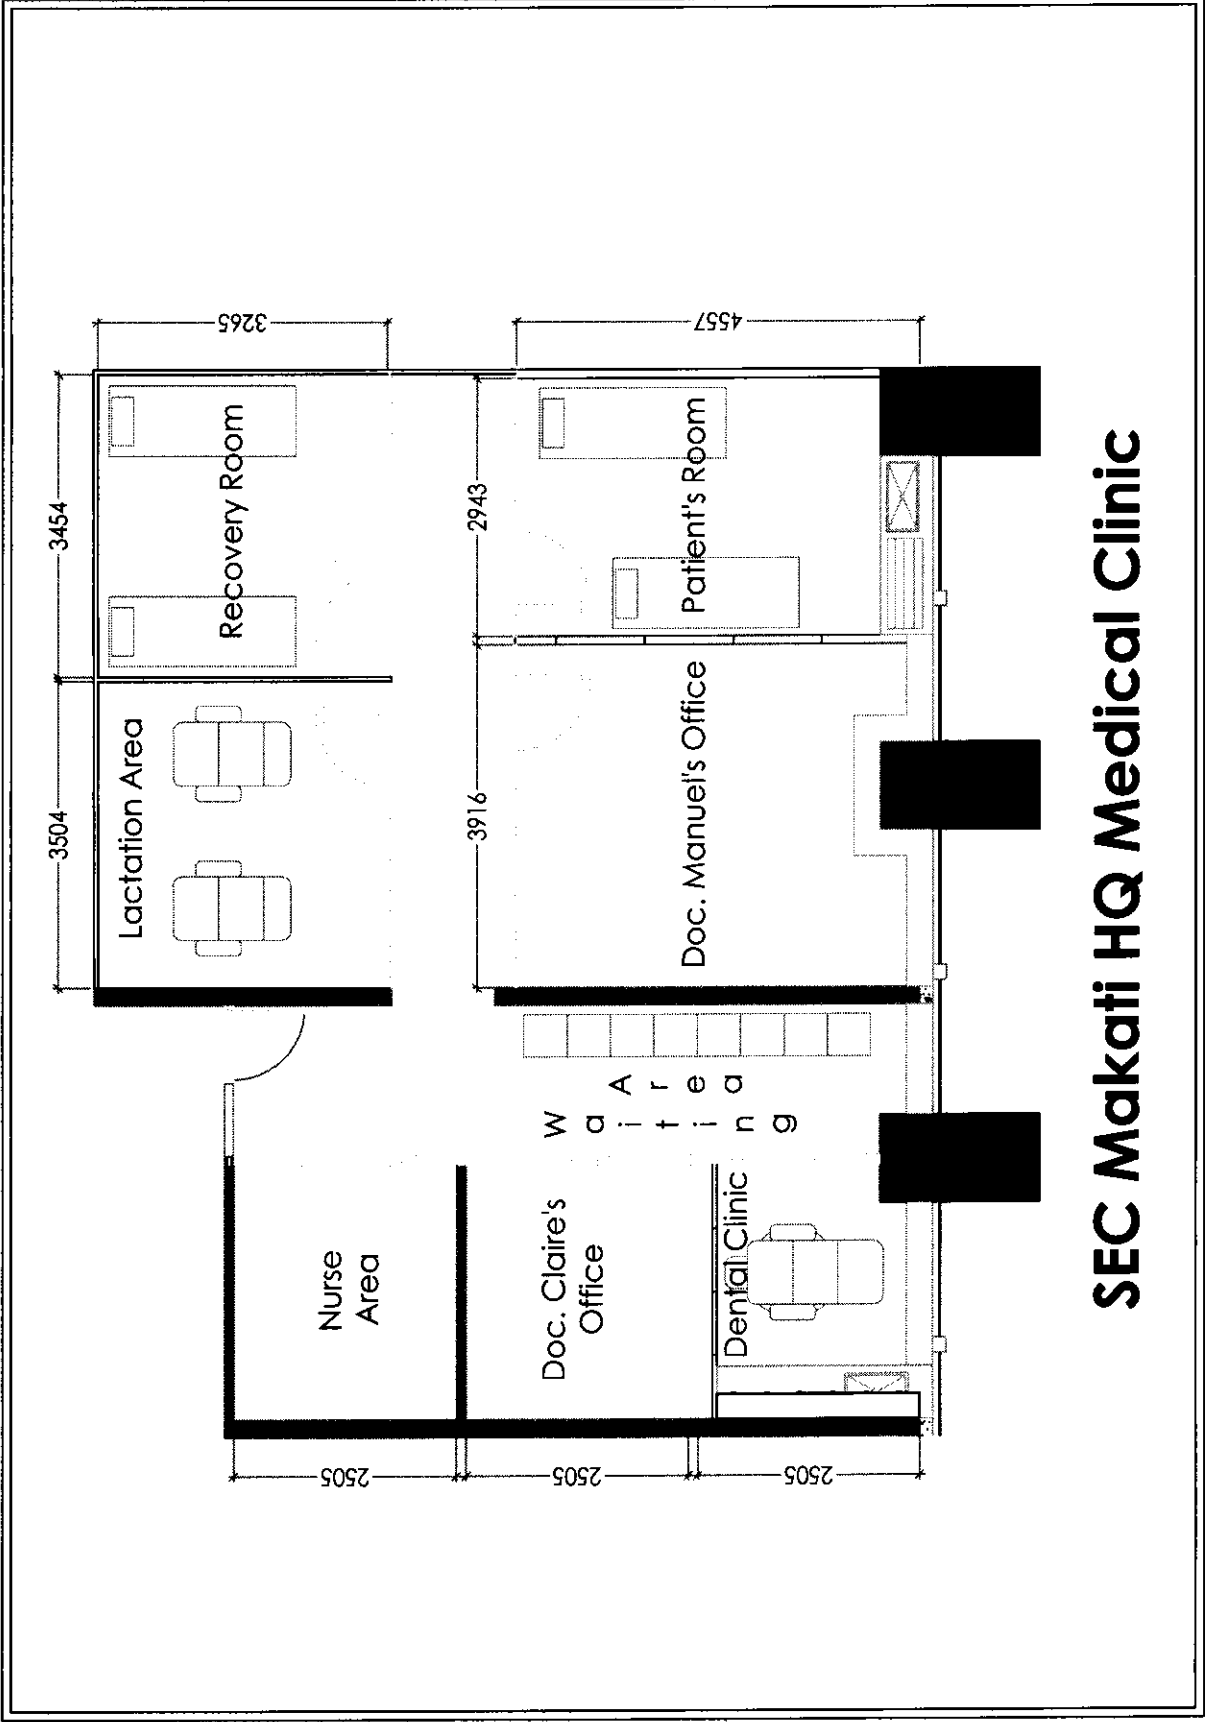 3504
3454
Lactation Area
Recovery Room
3265
2505
Nurse
Area
3916
2943
2505
Doc. Claire's
Office
Waiting
Area
Doc. Manuel's Office
Patient's Room
4557
Dental Clinic
2505
SEC Makati HQ Medical Clinic